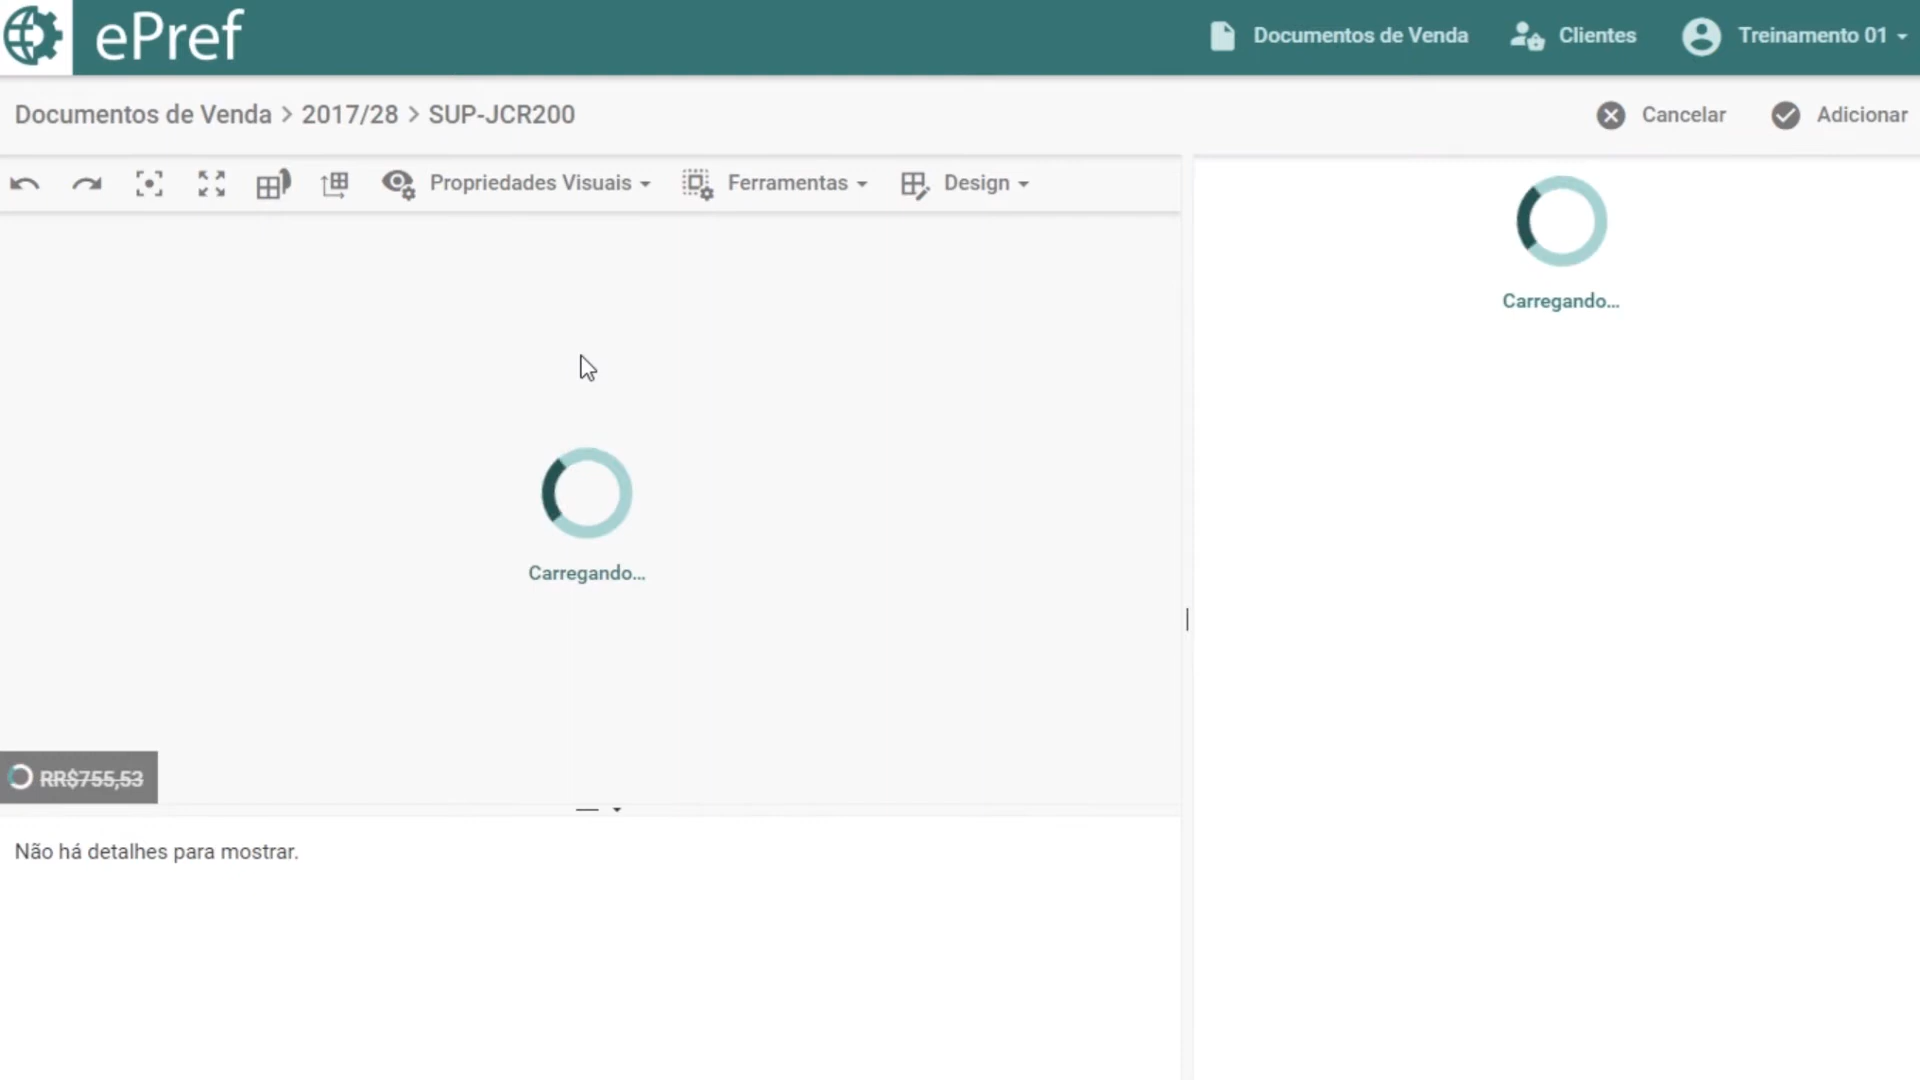 ePref
Documentos de Venda
Clientes
Treinamento 01
Documentos de Venda > 2017/28 > SUP-JCR200
Cancelar
Adicionar
Propriedades Visuais
Ferramentas
Design
Carregando...
Carregando...
RR$755,53
Não há detalhes para mostrar.